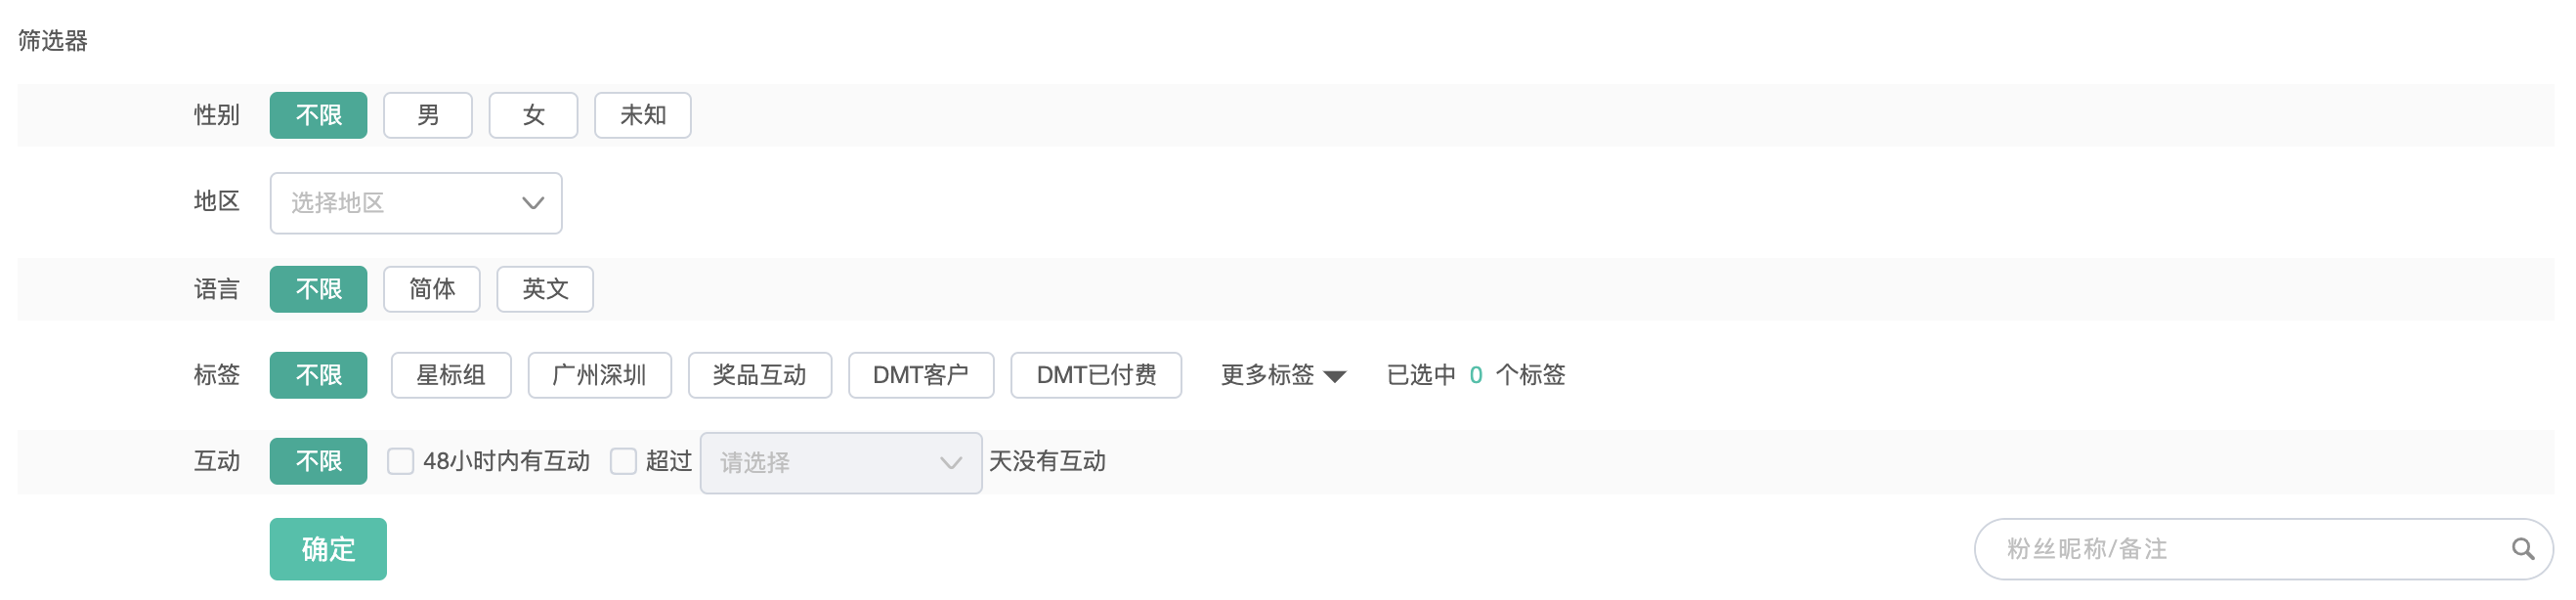 筛选器
性别 不限 男 女 未知
地区 选择地区
语言 不限 简体 英文
标签 不限 星标组 广州深圳 奖品互动 DMT客户 DMT已付费 更多标签 已选中 0 个标签
互动 不限 48小时内有互动 超过 请选择 天没有互动
确定 粉丝昵称/备注